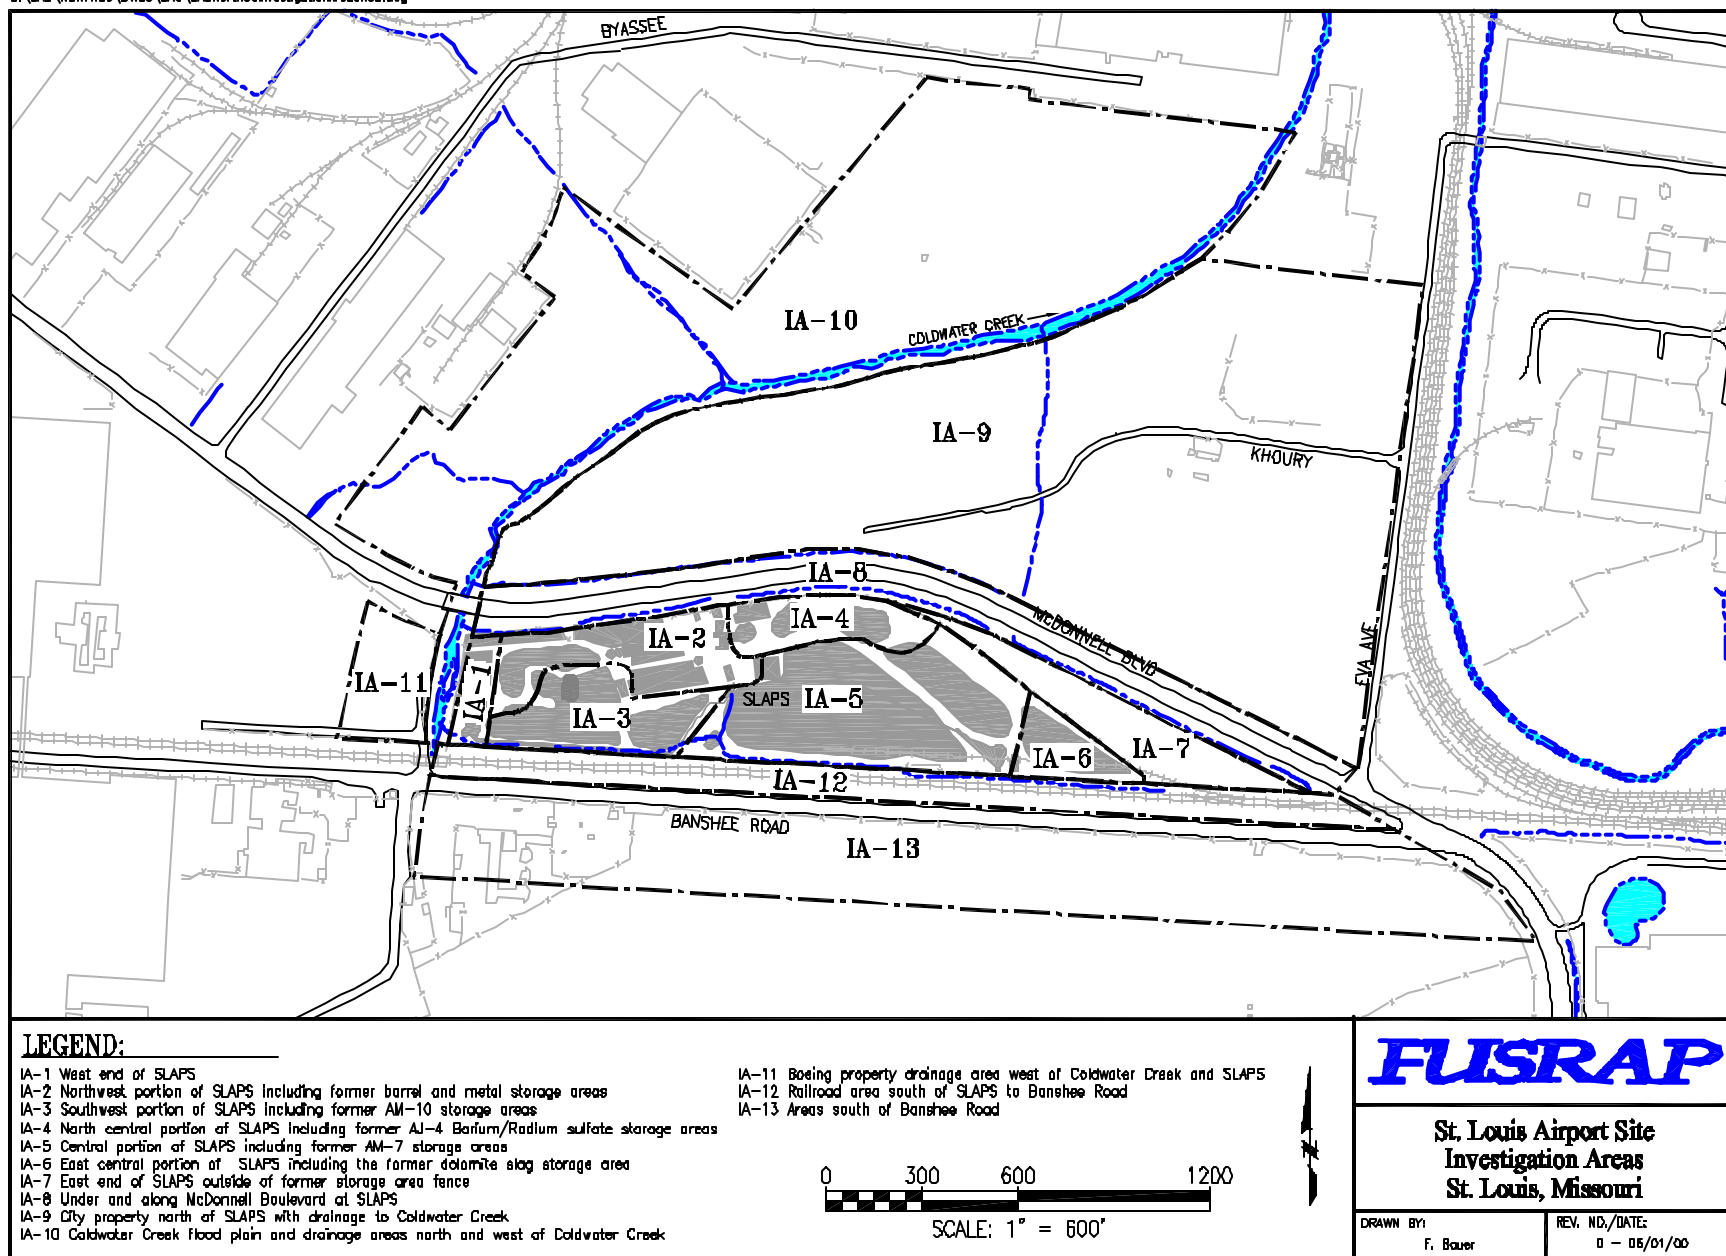 BYASSEE
IA-10
COLDWATER CREEK
IA-9
KHOURY
IA-8
McDONNELL BLVD
EVA AVE
IA-4
IA-2
IA-11
IA-1
SLAPS
IA-5
IA-3
IA-7
IA-6
IA-12
BANSHEE ROAD
IA-13
LEGEND:
IA-1 West end of SLAPS
IA-2 Northwest portion of SLAPS including former barrel and metal storage areas
IA-3 Southwest portion of SLAPS including former AM-10 storage areas
IA-4 North central portion of SLAPS including former AJ-4 Barium/Radium sulfate storage areas
IA-5 Central portion of SLAPS including former AM-7 storage areas
IA-6 East central portion of SLAPS including the former dolomite slag storage area
IA-7 East end of SLAPS outside of former storage area fence
IA-8 Under and along McDonnell Boulevard at SLAPS
IA-9 City property north of SLAPS with drainage to Coldwater Creek
IA-10 Coldwater Creek flood plain and drainage areas north and west of Coldwater Creek
IA-11 Boeing property drainage area west of Coldwater Creek and SLAPS
IA-12 Railroad area south of SLAPS to Banshee Road
IA-13 Areas south of Banshee Road
0 300 600 1200
SCALE: 1" = 600'
N
FUSRAP
St. Louis Airport Site
Investigation Areas
St. Louis, Missouri
DRAWN BY:
F. Bauer
REV. NO./DATE:
0 - 06/01/00